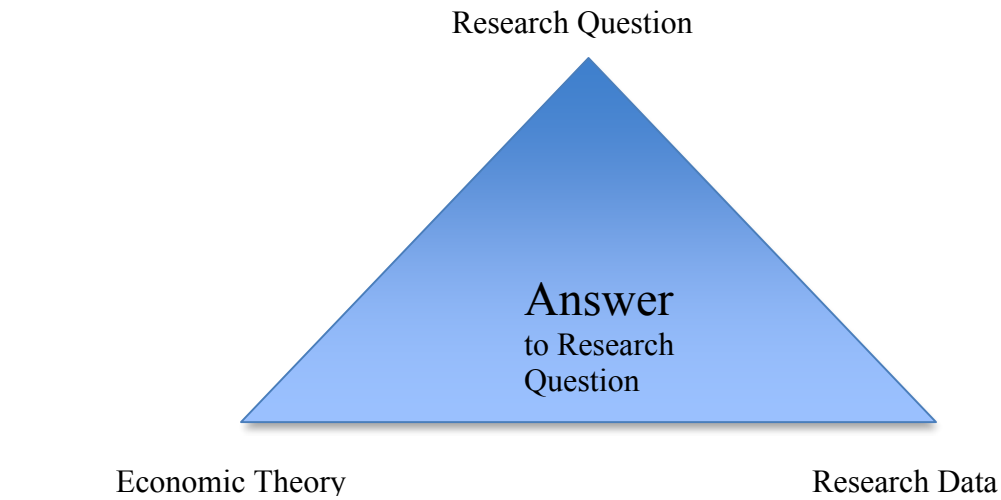 Research Question
Answer
to Research
Question
Economic Theory
Research Data